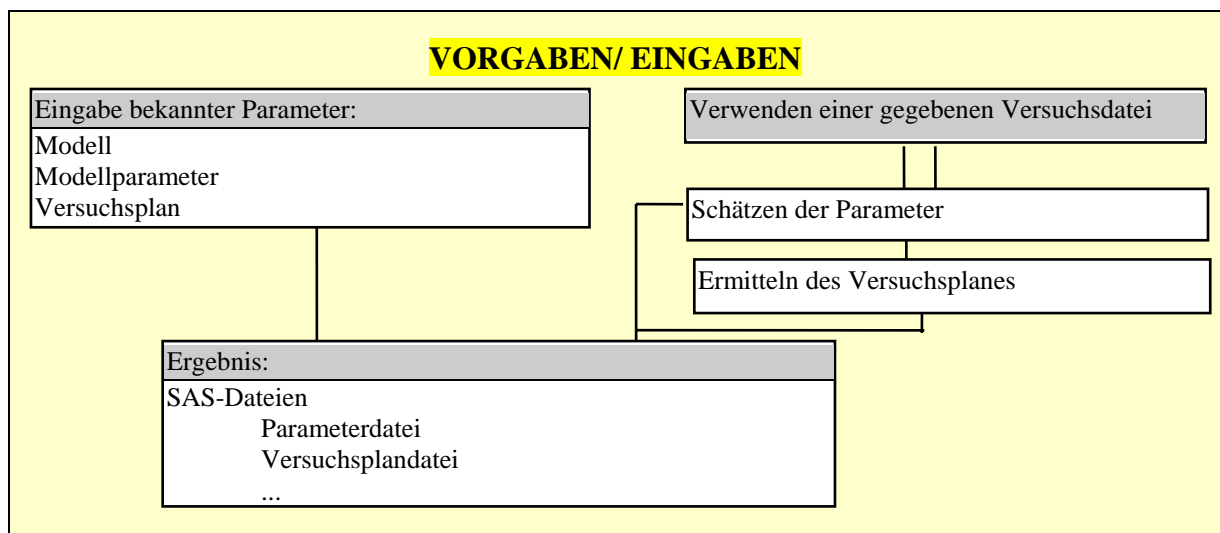 VORGABEN/ EINGABEN
Eingabe bekannter Parameter:
Modell
Modellparameter
Versuchsplan
Verwenden einer gegebenen Versuchsdatei
Schätzen der Parameter
Ermitteln des Versuchsplanes
Ergebnis:
SAS-Dateien
Parameterdatei
Versuchsplandatei
...